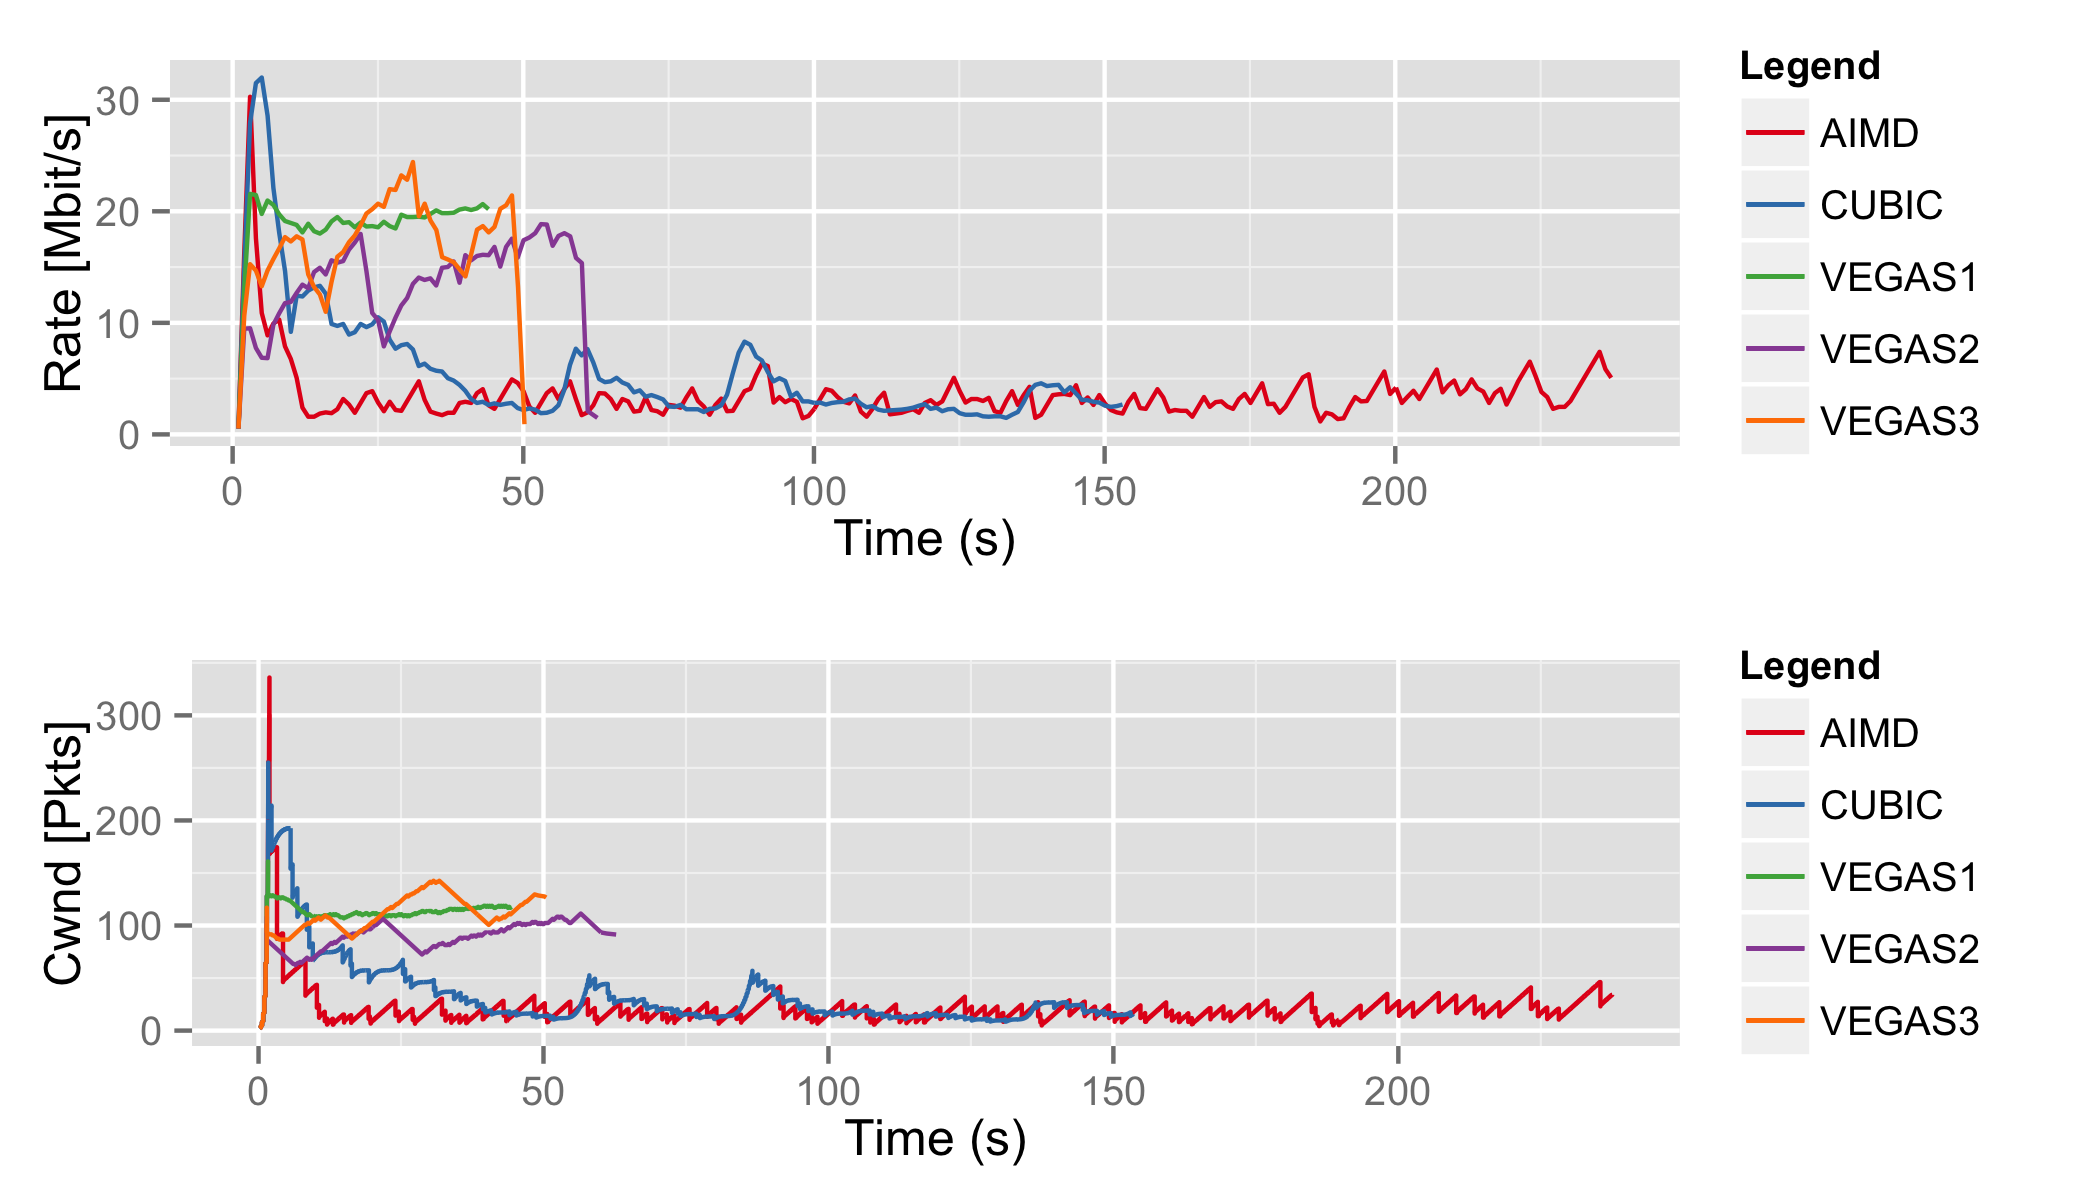 Rate [Mbit/s]
30
20
10
0
0 50 100 150 200
Time (s)
Legend
AIMD
CUBIC
VEGAS1
VEGAS2
VEGAS3
Cwnd [Pkts]
300
200
100
0
0 50 100 150 200
Time (s)
Legend
AIMD
CUBIC
VEGAS1
VEGAS2
VEGAS3